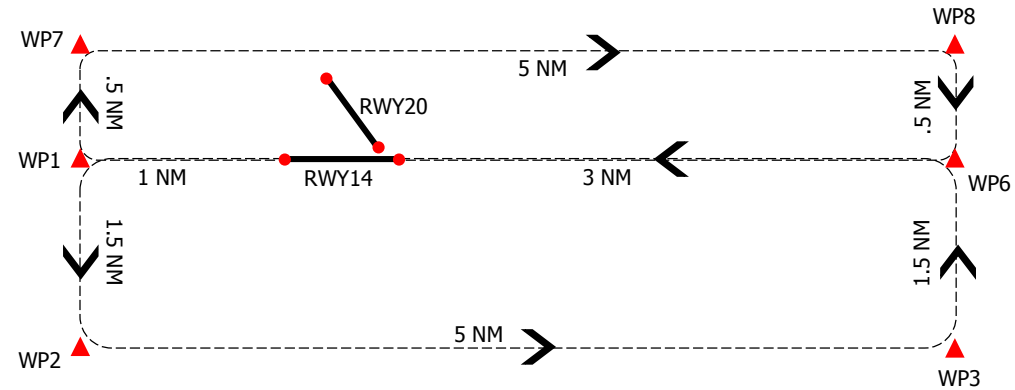 WP8
WP7
5 NM
.5 NM
.5 NM
RWY20
WP1
1 NM
RWY14
3 NM
WP6
1.5 NM
1.5 NM
5 NM
WP2
WP3